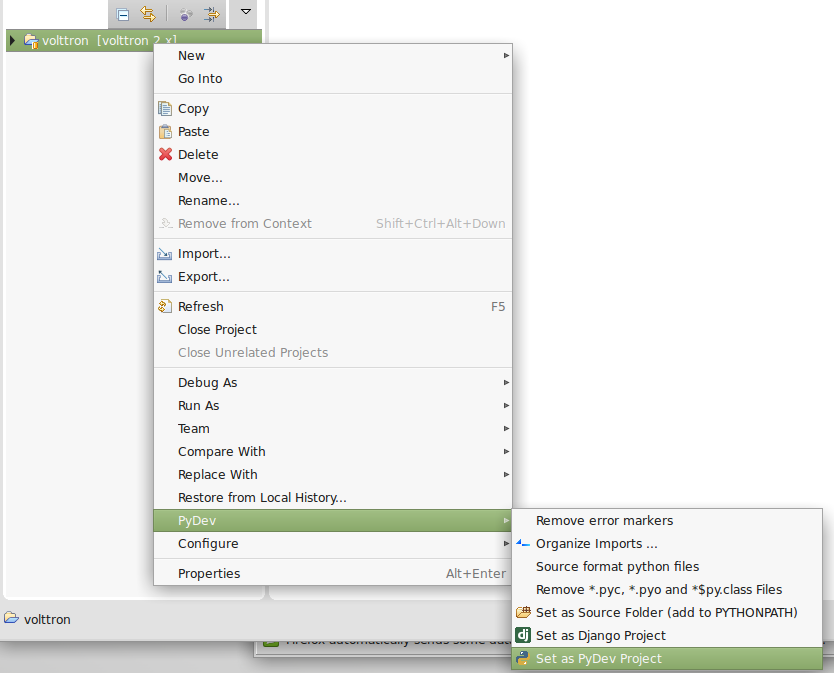 volttron [volttron 2.x]
New
Go Into
Copy
Paste
Delete
Move...
Rename...
Remove from Context Shift+Ctrl+Alt+Down
Import...
Export...
Refresh F5
Close Project
Close Unrelated Projects
Debug As
Run As
Team
Compare With
Replace With
Restore from Local History...
PyDev
Configure
Properties Alt+Enter
Remove error markers
Organize Imports ...
Source format python files
Remove *.pyc, *.pyo and *$py.class Files
Set as Source Folder (add to PYTHONPATH)
dj Set as Django Project
Set as PyDev Project
volttron
Firefox automatically sends some